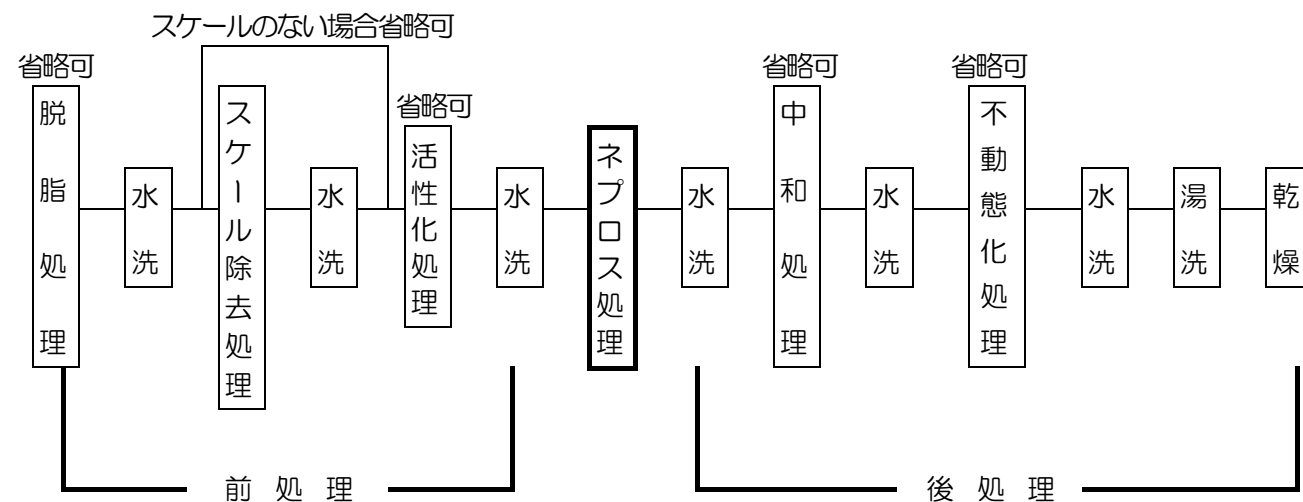 スケールのない場合省略可
省略可
脱脂処理
水洗
スケール除去処理
水洗
省略可
活性化処理
水洗
ネプロス処理
水洗
省略可
中和処理
水洗
省略可
不動態化処理
水洗
湯洗
乾燥
前処理
後処理